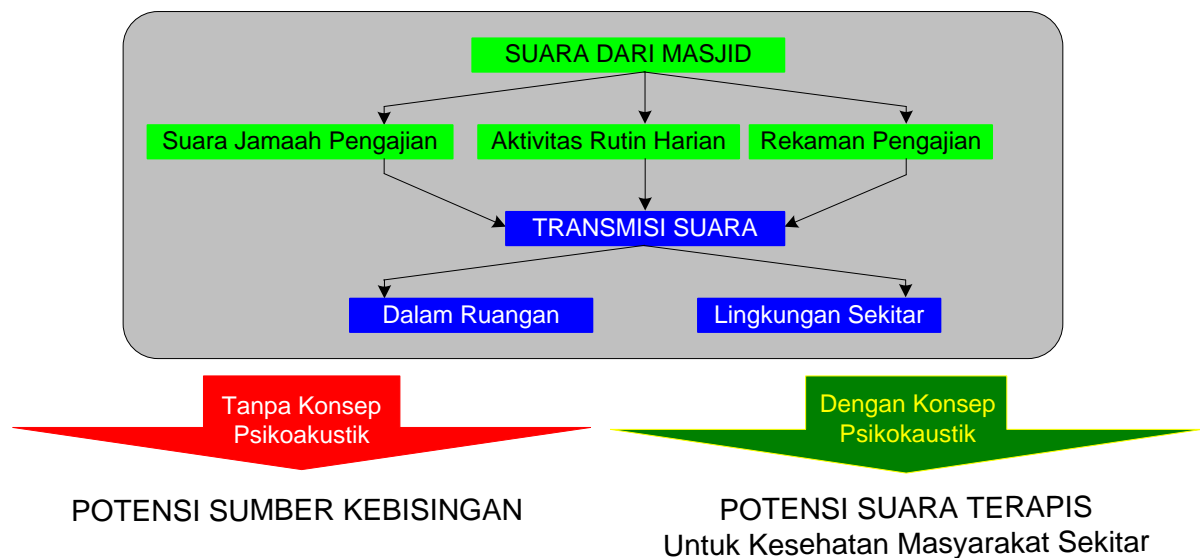 SUARA DARI MASJID
Suara Jamaah Pengajian
Aktivitas Rutin Harian
Rekaman Pengajian
TRANSMISI SUARA
Dalam Ruangan
Lingkungan Sekitar
Tanpa Konsep
Psikoakustik
Dengan Konsep
Psikokaustik
POTENSI SUMBER KEBISINGAN
POTENSI SUARA TERAPIS
Untuk Kesehatan Masyarakat Sekitar